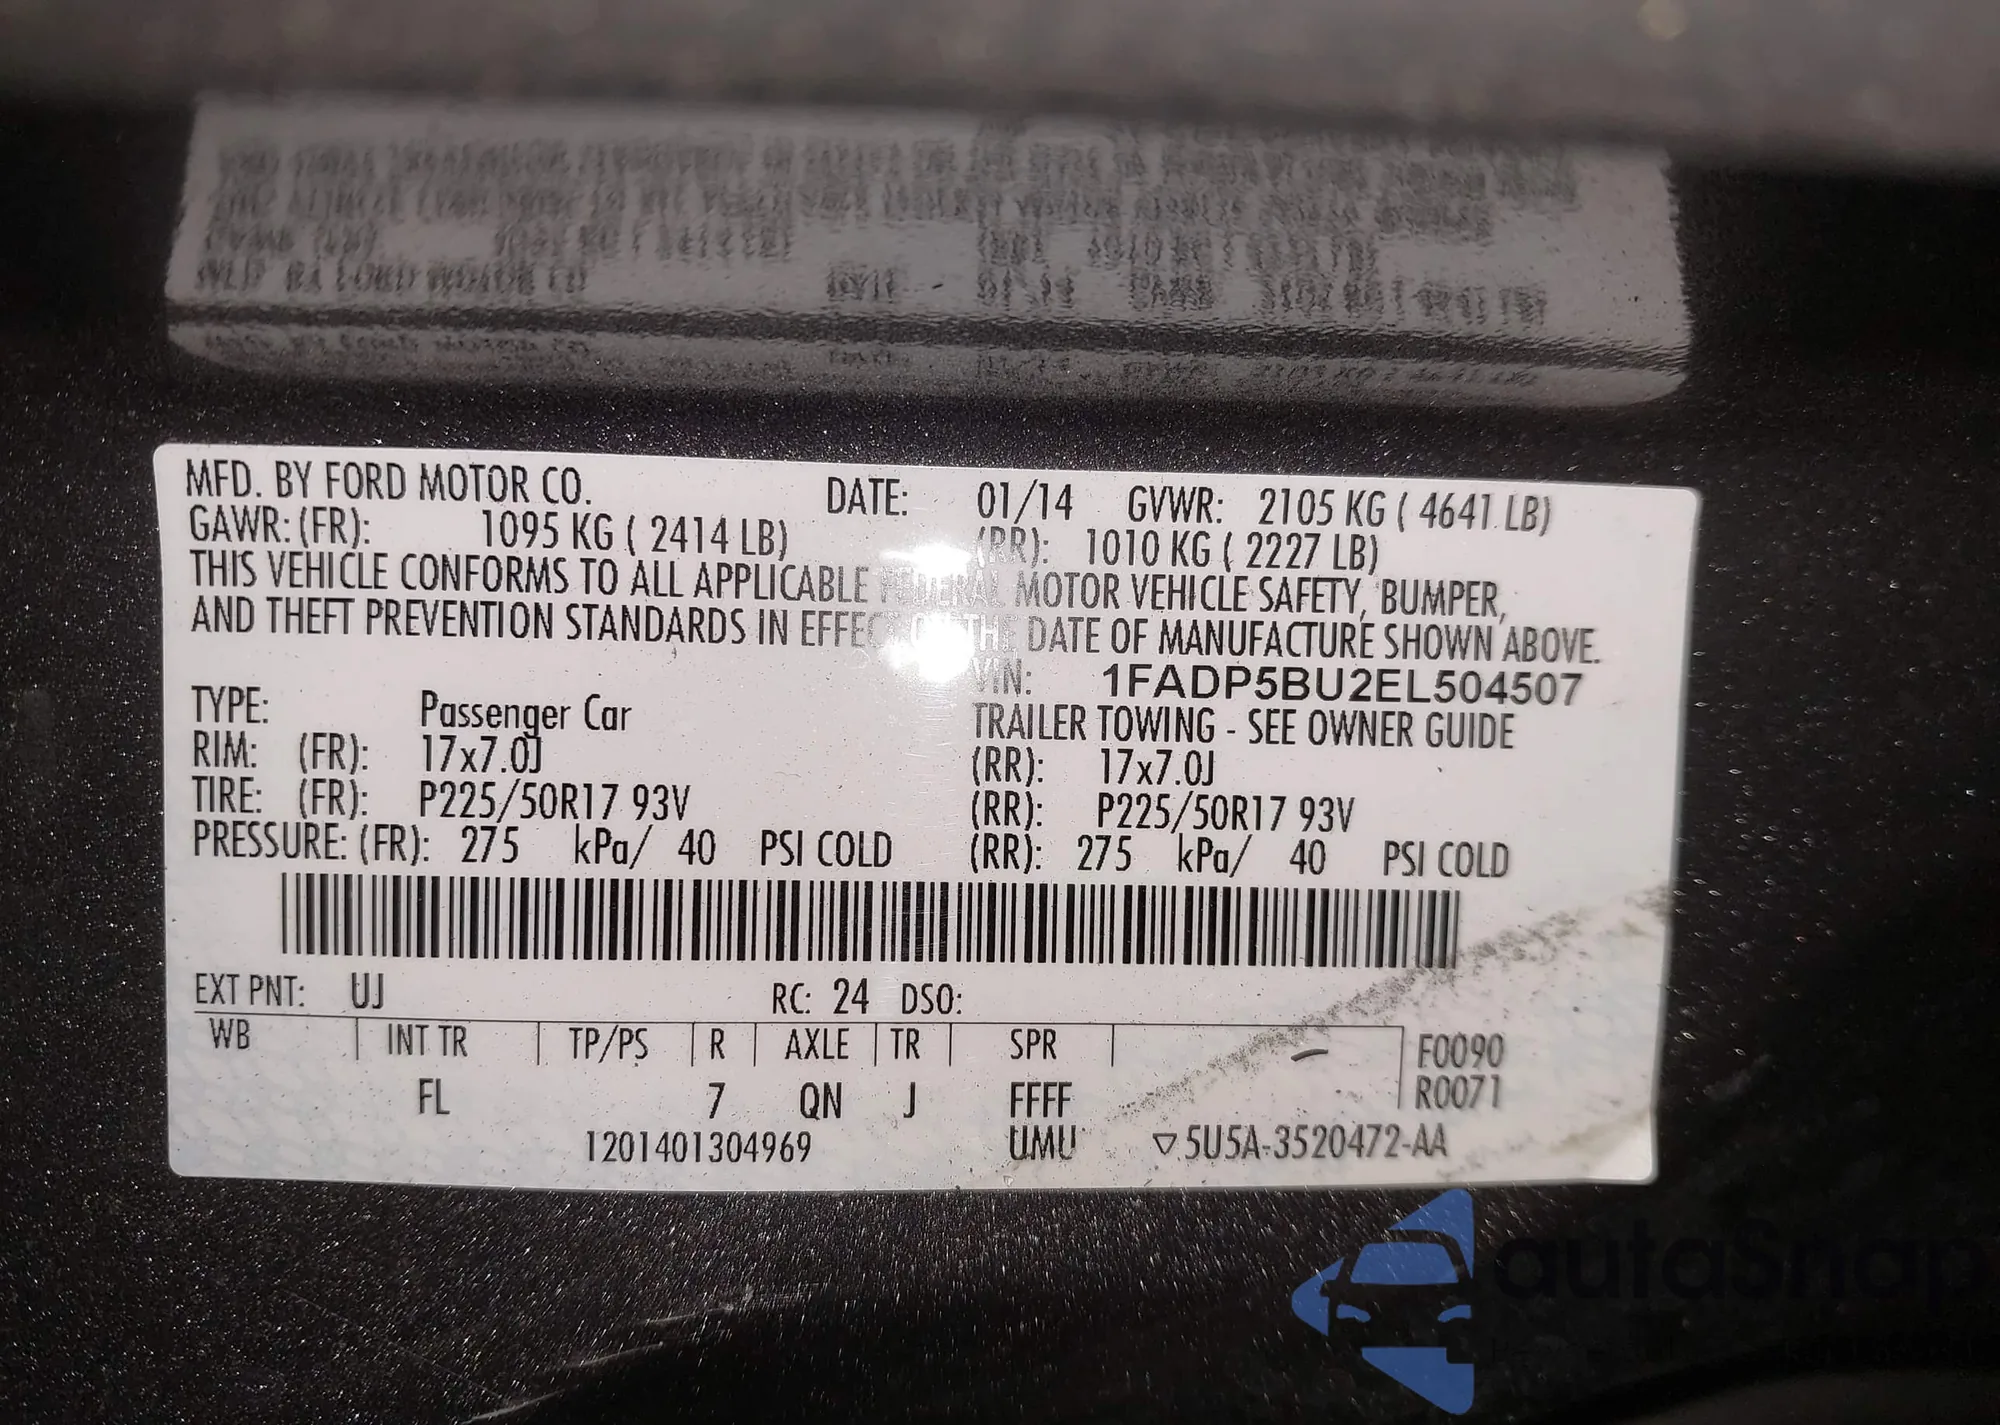 MFD. BY FORD MOTOR CO. DATE: 01/14 GVWR: 2105 KG ( 4641 LB)
GAWR: (FR): 1095 KG ( 2414 LB) (RR): 1010 KG ( 2227 LB)
THIS VEHICLE CONFORMS TO ALL APPLICABLE FEDERAL MOTOR VEHICLE SAFETY, BUMPER,
AND THEFT PREVENTION STANDARDS IN EFFECT ON THE DATE OF MANUFACTURE SHOWN ABOVE.
VIN: 1FADP5BU2EL504507
TYPE: Passenger Car TRAILER TOWING - SEE OWNER GUIDE
RIM: (FR): 17x7.0J (RR): 17x7.0J
TIRE: (FR): P225/50R17 93V (RR): P225/50R17 93V
PRESSURE: (FR): 275 kPa/ 40 PSI COLD (RR): 275 kPa/ 40 PSI COLD
EXT PNT: UJ RC: 24 DSO:
WB INT TR TP/PS R AXLE TR SPR F0090
FL 7 QN J FFFF R0071
1201401304969 UMU ▽5U5A-3520472-AA
autasnap